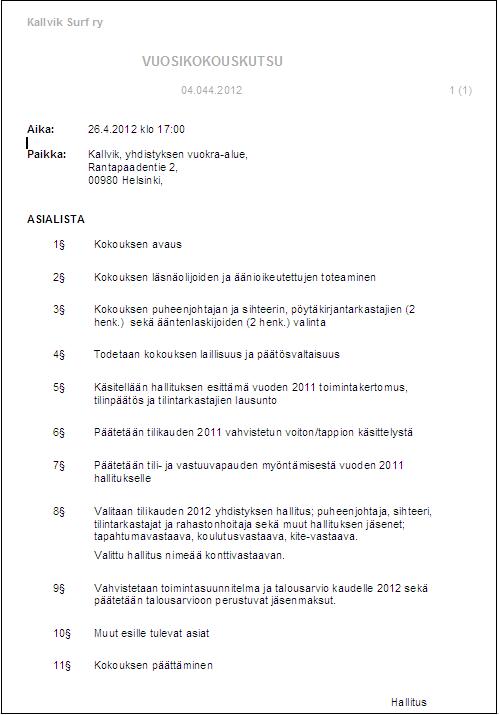 Kallvik Surf ry
VUOSIKOKOUSKUTSU
04.044.2012 1 (1)
Aika: 26.4.2012 klo 17:00
Paikka: Kallvik, yhdistyksen vuokra-alue,
Rantapaadentie 2,
00980 Helsinki,
ASIALISTA
1§ Kokouksen avaus
2§ Kokouksen läsnäolijoiden ja äänioikeutettujen toteaminen
3§ Kokouksen puheenjohtajan ja sihteerin, pöytäkirjantarkastajien (2
henk.) sekä ääntenlaskijoiden (2 henk.) valinta
4§ Todetaan kokouksen laillisuus ja päätösvaltaisuus
5§ Käsitellään hallituksen esittämä vuoden 2011 toimintakertomus,
tilinpäätös ja tilintarkastajien lausunto
6§ Päätetään tilikauden 2011 vahvistetun voiton/tappion käsittelystä
7§ Päätetään tili- ja vastuuvapauden myöntämisestä vuoden 2011
hallitukselle
8§ Valitaan tilikauden 2012 yhdistyksen hallitus; puheenjohtaja, sihteeri,
tilintarkastajat ja rahastonhoitaja sekä muut hallituksen jäsenet;
tapahtumavastaava, koulutusvastaava, kite-vastaava.
Valittu hallitus nimeää konttivastaavan.
9§ Vahvistetaan toimintasuunnitelma ja talousarvio kaudelle 2012 sekä
päätetään talousarvioon perustuvat jäsenmaksut.
10§ Muut esille tulevat asiat
11§ Kokouksen päättäminen
Hallitus